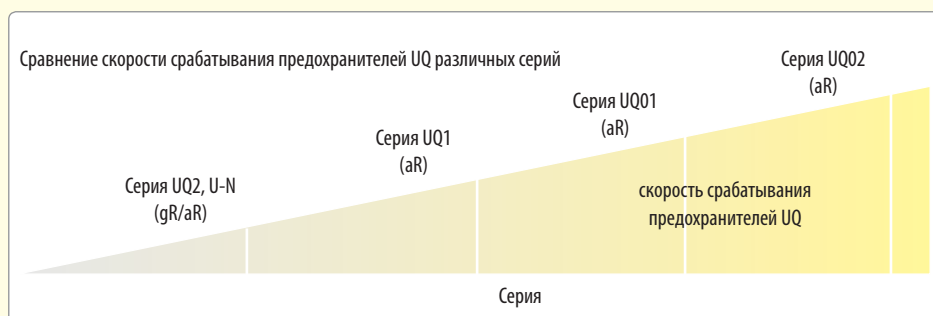 Сравнение скорости срабатывания предохранителей UQ различных серий
Серия UQ02
(aR)
Серия UQ01
(aR)
Серия UQ1
(aR)
Серия UQ2, U-N
(gR/aR)
скорость срабатывания
предохранителей UQ
Серия